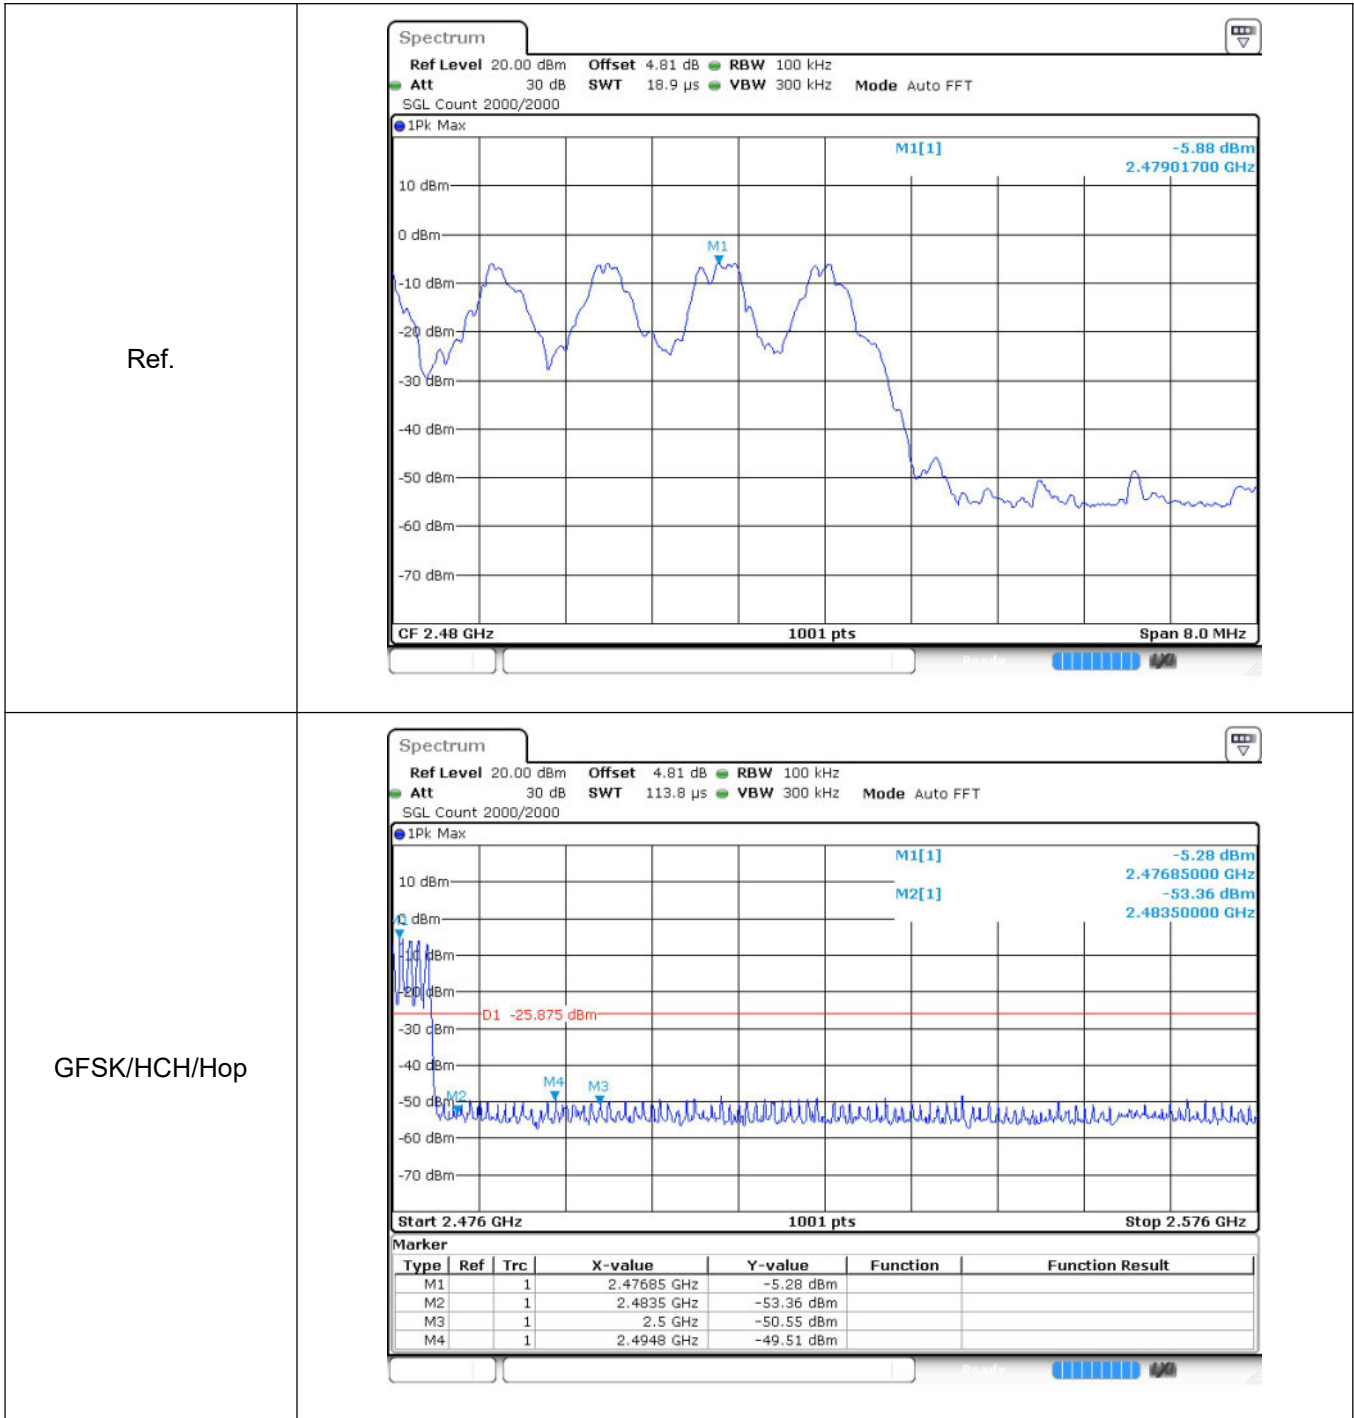 Ref.
Spectrum
Ref Level 20.00 dBm Offset 4.81 dB RBW 100 kHz
Att 30 dB SWT 18.9 µs VBW 300 kHz Mode Auto FFT
SGL Count 2000/2000
1Pk Max
M1[1] -5.88 dBm
2.47901700 GHz
10 dBm
0 dBm
M1
-10 dBm
-20 dBm
-30 dBm
-40 dBm
-50 dBm
-60 dBm
-70 dBm
CF 2.48 GHz 1001 pts Span 8.0 MHz
GFSK/HCH/Hop
Spectrum
Ref Level 20.00 dBm Offset 4.81 dB RBW 100 kHz
Att 30 dB SWT 113.8 µs VBW 300 kHz Mode Auto FFT
SGL Count 2000/2000
1Pk Max
M1[1] -5.28 dBm
2.47685000 GHz
10 dBm
M2[1] -53.36 dBm
2.48350000 GHz
0 dBm
-10 dBm
-20 dBm
D1 -25.875 dBm
-30 dBm
-40 dBm
M4 M3
M2
-50 dBm
-60 dBm
-70 dBm
Start 2.476 GHz 1001 pts Stop 2.576 GHz
Marker
Type Ref Trc X-value Y-value Function Function Result
M1 1 2.47685 GHz -5.28 dBm
M2 1 2.4835 GHz -53.36 dBm
M3 1 2.5 GHz -50.55 dBm
M4 1 2.4948 GHz -49.51 dBm